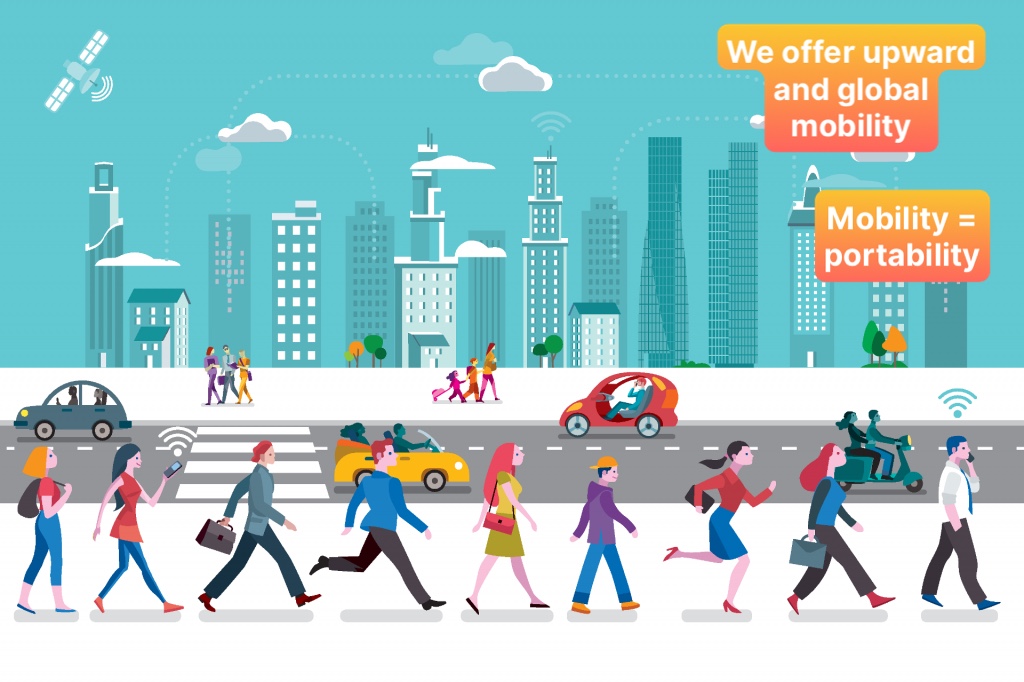 We offer upward
and global
mobility
Mobility =
portability